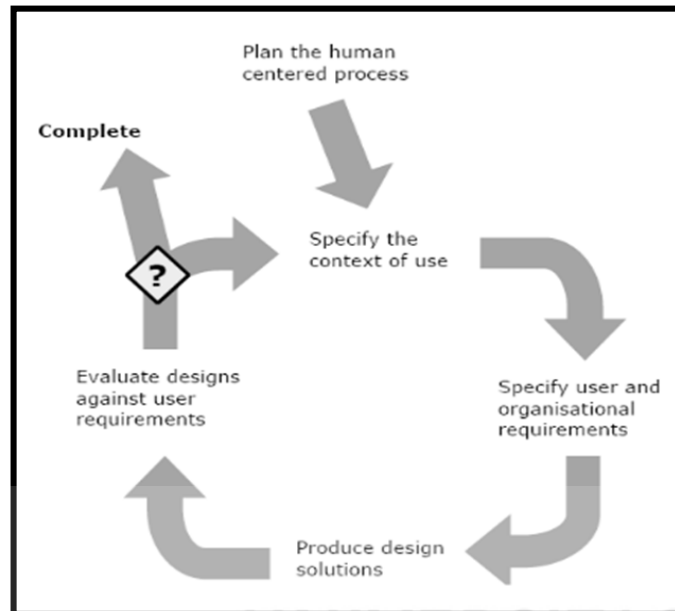 Plan the human
centered process
Complete
Specify the
context of use
?
Evaluate designs
against user
requirements
Specify user and
organisational
requirements
Produce design
solutions